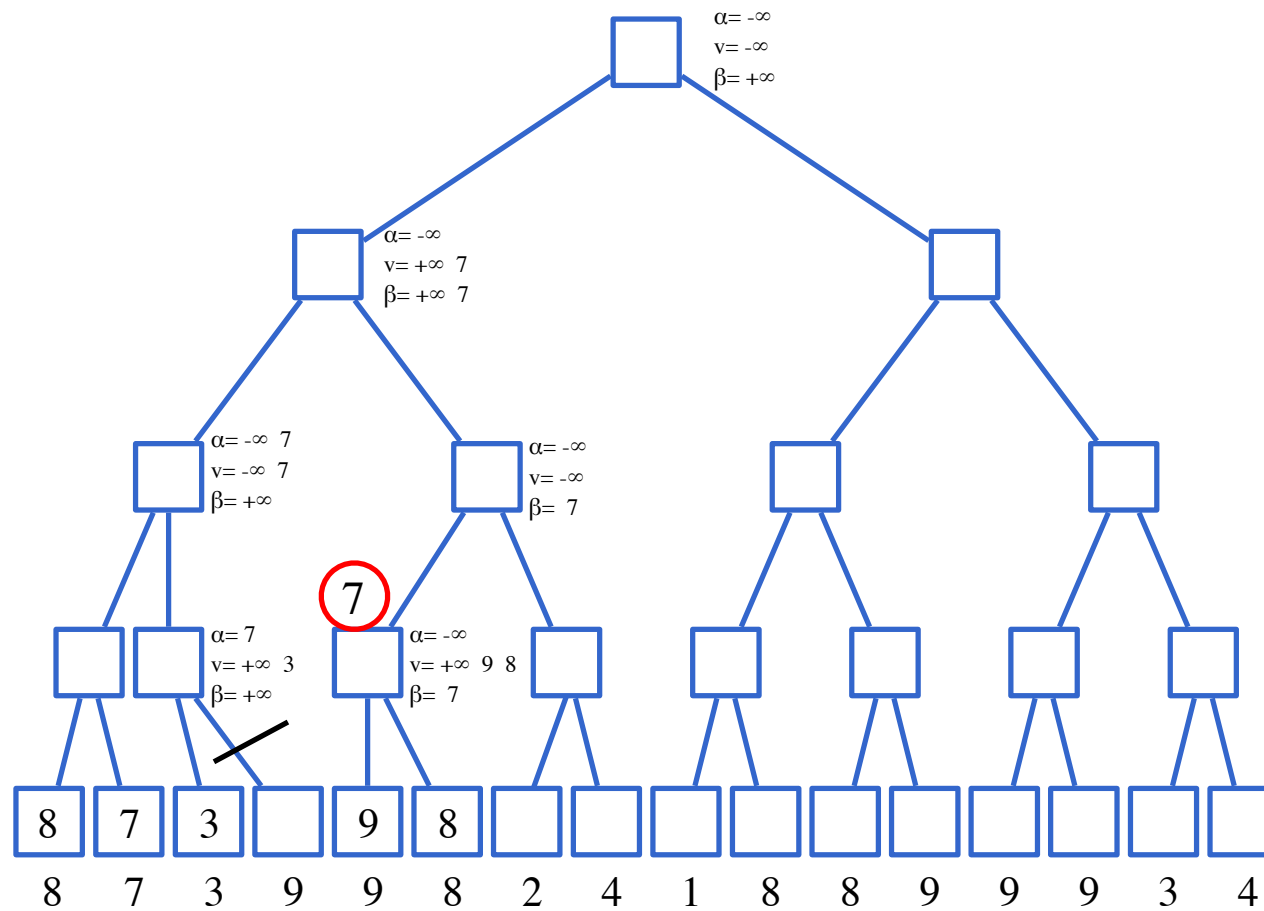 α= -∞
v= -∞
β= +∞
α= -∞
v= +∞ 7
β= +∞ 7
α= -∞ 7
v= -∞ 7
β= +∞
α= -∞
v= -∞
β= 7
7
α= 7
v= +∞ 3
β= +∞
α= -∞
v= +∞ 9 8
β= 7
8 7 3 9 8
8 7 3 9 9 8 2 4 1 8 8 9 9 9 3 4